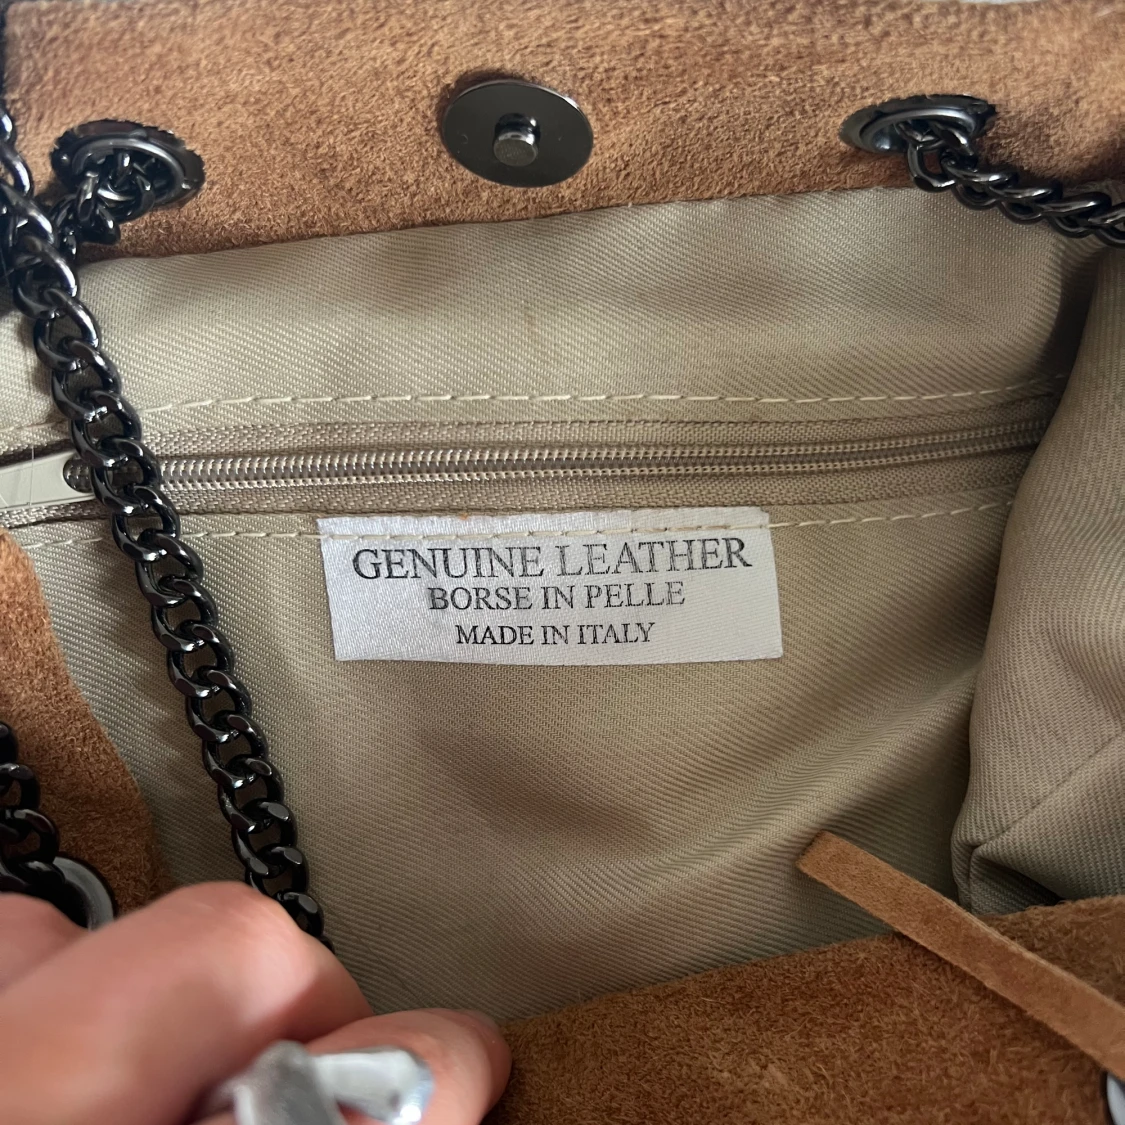 GENUINE LEATHER
BORSE IN PELLE
MADE IN ITALY